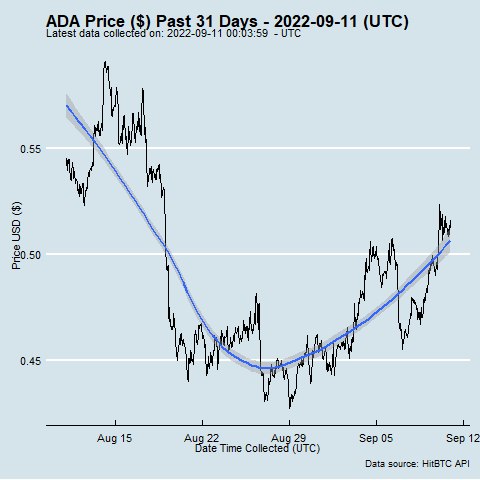 ADA Price ($) Past 31 Days - 2022-09-11 (UTC)
Latest data collected on: 2022-09-11 00:03:59 - UTC
Price USD ($)
0.55
0.50
0.45
Aug 15 Aug 22 Aug 29 Sep 05 Sep 12
Date Time Collected (UTC)
Data source: HitBTC API